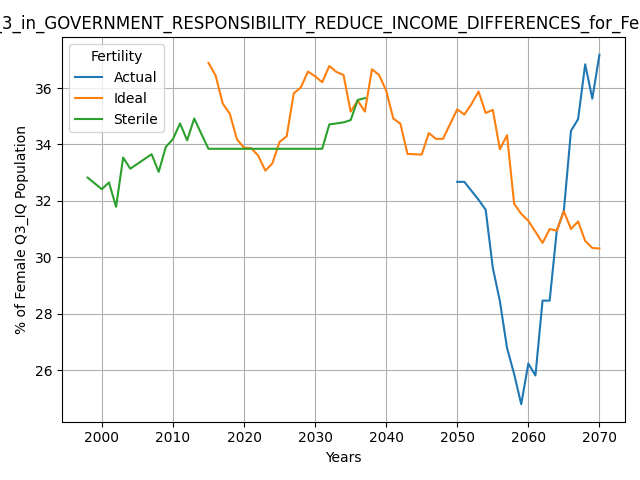 _3_in_GOVERNMENT_RESPONSIBILITY_REDUCE_INCOME_DIFFERENCES_for_Fe
Fertility
Actual
Ideal
Sterile
% of Female Q3_IQ Population
36
34
32
30
28
26
2000 2010 2020 2030 2040 2050 2060 2070
Years